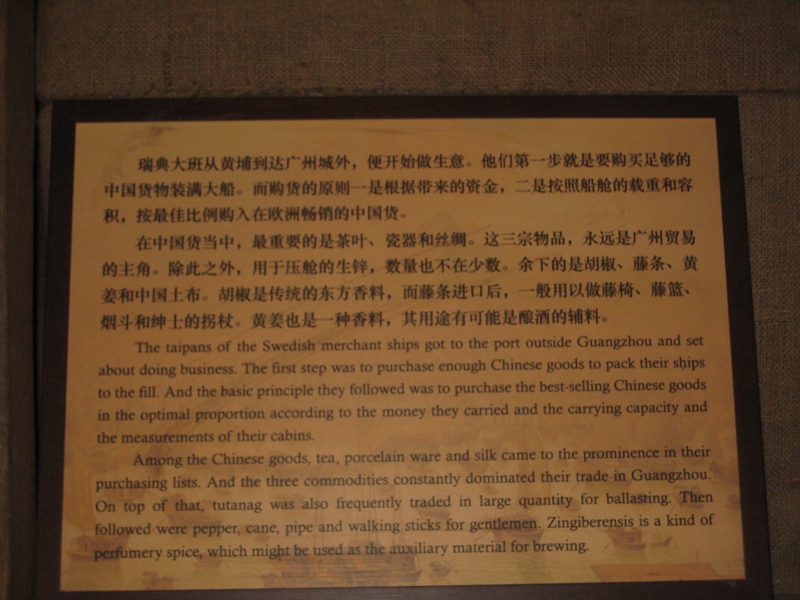 瑞典大班从黄埔到达广州城外，便开始做生意。他们第一步就是要购买足够的
中国货物装满大船。而购货的原则一是根据带来的资金，二是按照船舱的载重和容
积，按最佳比例购入在欧洲畅销的中国货。
在中国货当中，最重要的是茶叶、瓷器和丝绸。这三宗物品，永远是广州贸易
的主角。除此之外，用于压舱的生锌，数量也不在少数。余下的是胡椒、藤条、黄
姜和中国土布。胡椒是传统的东方香料，而藤条进口后，一般用以做藤椅、藤篮、
烟斗和绅士的拐杖。黄姜也是一种香料，其用途有可能是酿酒的辅料。
The taipans of the Swedish merchant ships got to the port outside Guangzhou and set
about doing business. The first step was to purchase enough Chinese goods to pack their ships
to the fill. And the basic principle they followed was to purchase the best-selling Chinese goods
in the optimal proportion according to the money they carried and the carrying capacity and
the measurements of their cabins.
Among the Chinese goods, tea, porcelain ware and silk came to the prominence in their
purchasing lists. And the three commodities constantly dominated their trade in Guangzhou.
On top of that, tutanag was also frequently traded in large quantity for ballasting. Then
followed were pepper, cane, pipe and walking sticks for gentlemen. Zingiberensis is a kind of
perfumery spice, which might be used as the auxiliary material for brewing.